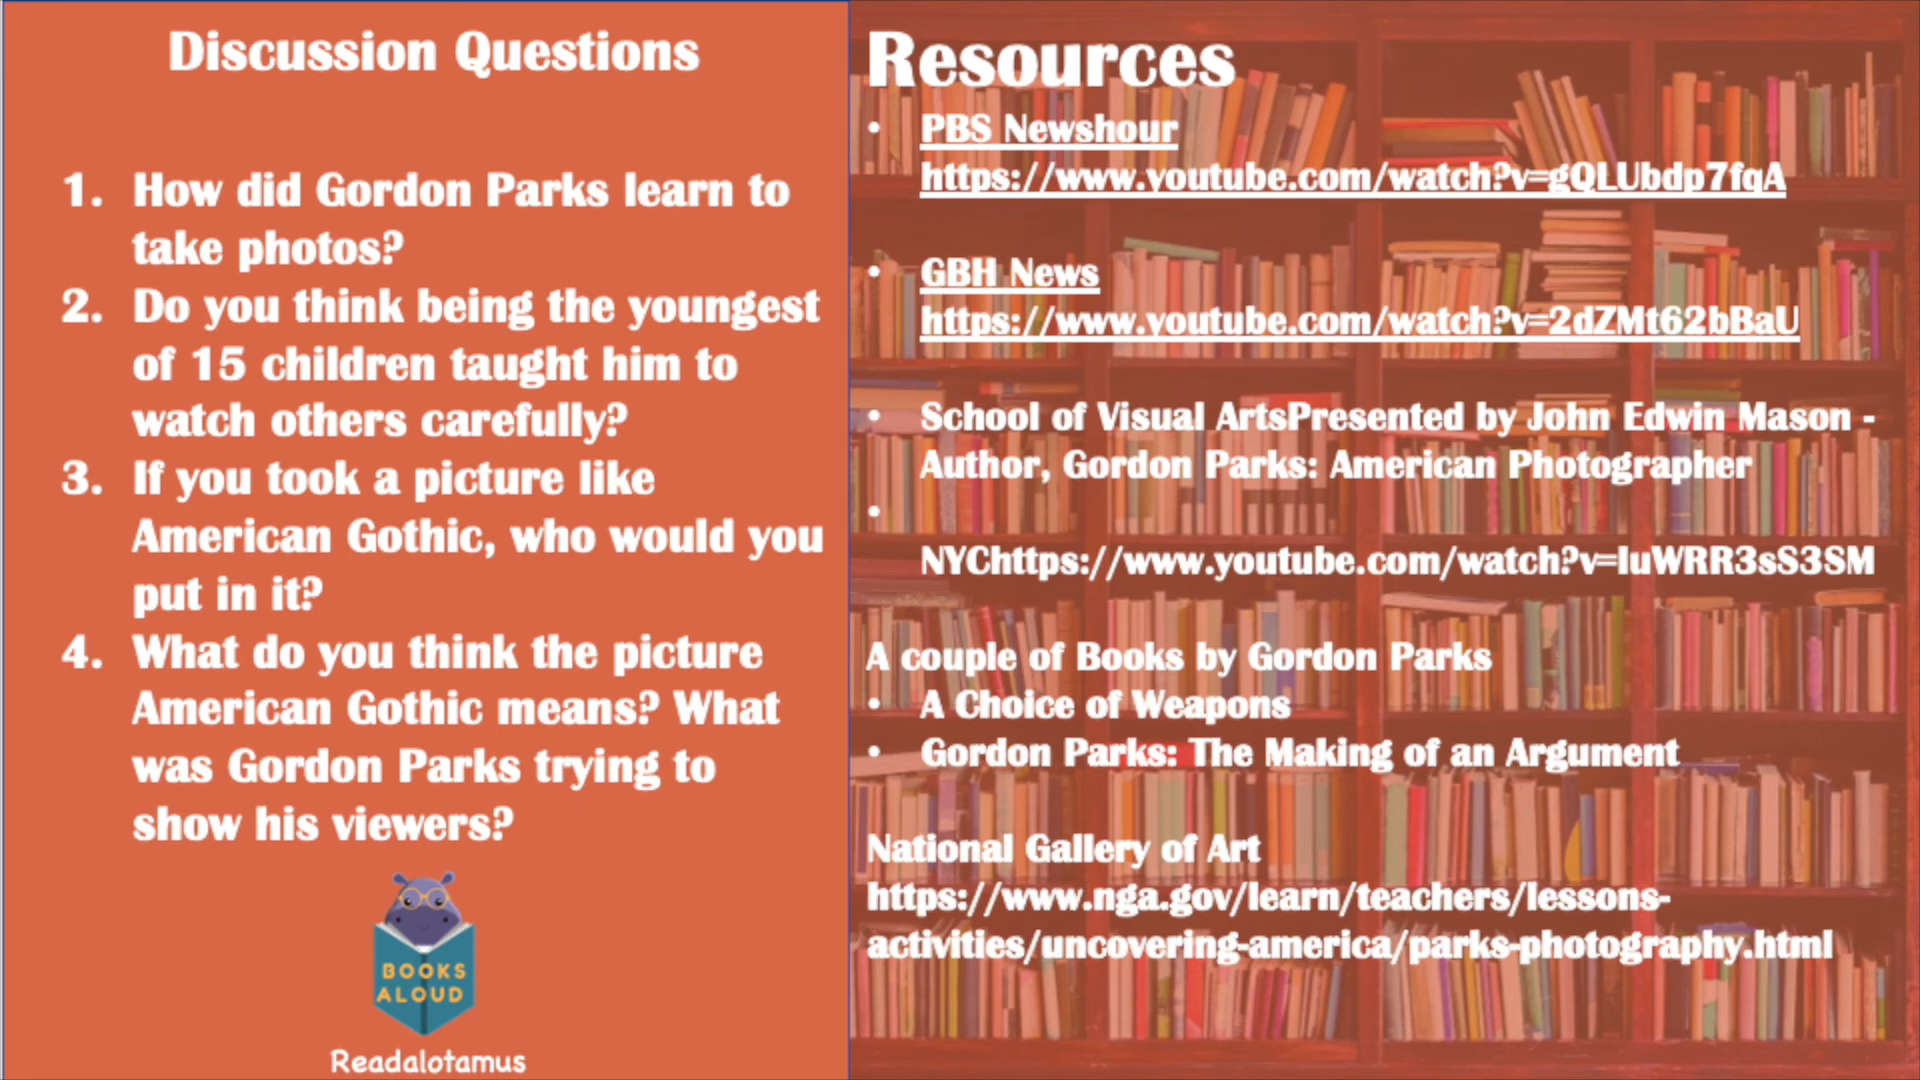 Discussion Questions
1. How did Gordon Parks learn to
take photos?
2. Do you think being the youngest
of 15 children taught him to
watch others carefully?
3. If you took a picture like
American Gothic, who would you
put in it?
4. What do you think the picture
American Gothic means? What
was Gordon Parks trying to
show his viewers?
BOOKS
ALOUD
Readalotamus
Resources
• PBS Newshour
https://www.youtube.com/watch?v=gQLUbdp7fqA
• GBH News
https://www.youtube.com/watch?v=2dZMt62bBaU
• School of Visual ArtsPresented by John Edwin Mason -
Author, Gordon Parks: American Photographer
•
NYChttps://www.youtube.com/watch?v=IuWRR3sS3SM
A couple of Books by Gordon Parks
• A Choice of Weapons
• Gordon Parks: The Making of an Argument
National Gallery of Art
https://www.nga.gov/learn/teachers/lessons-
activities/uncovering-america/parks-photography.html